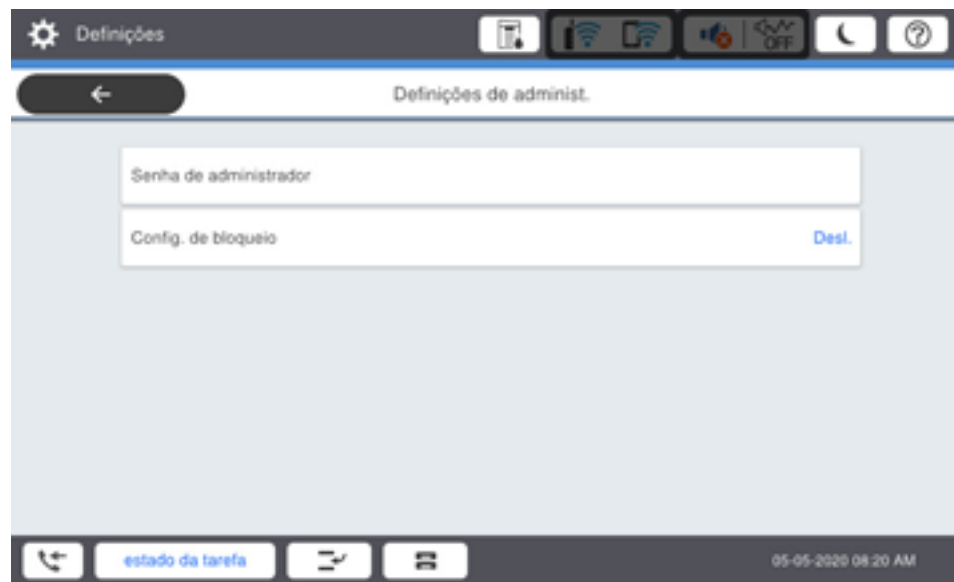 Definições
OFF
Definições de administ.
Senha de administrador
Config. de bloqueio
Desl.
estado da tarefa
05-05-2020 08:20 AM